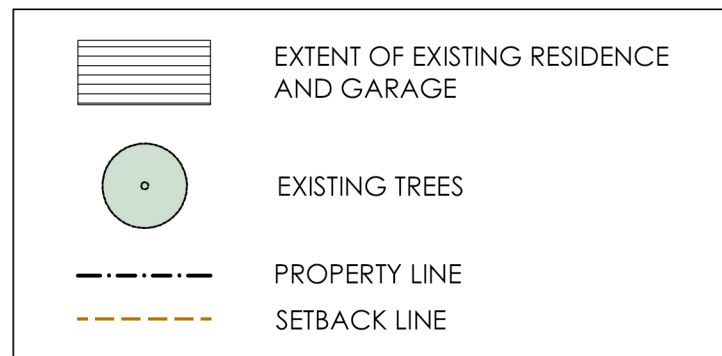 EXTENT OF EXISTING RESIDENCE
AND GARAGE
EXISTING TREES
PROPERTY LINE
SETBACK LINE